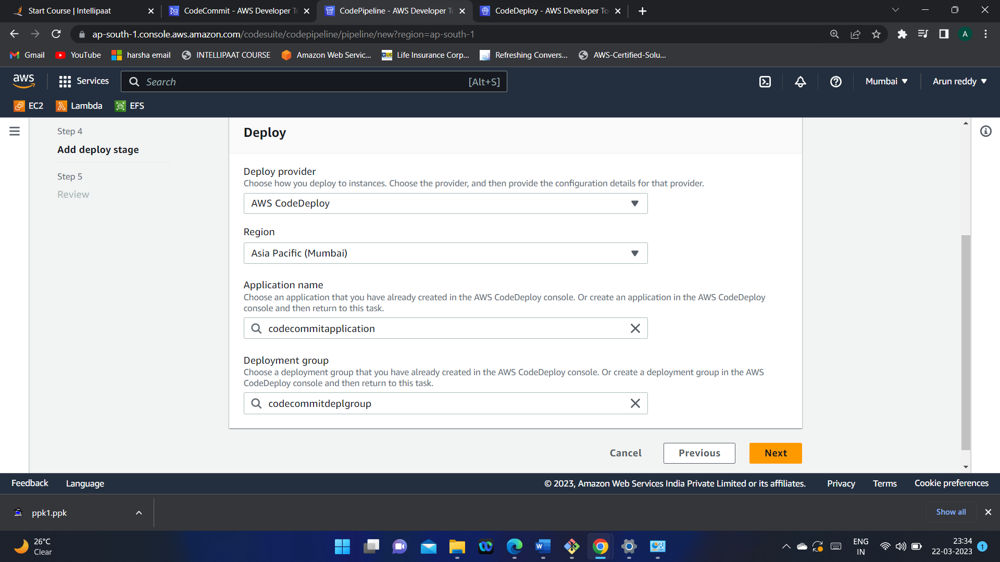 Start Course | Intellipaat
CodeCommit - AWS Developer To
CodePipeline - AWS Developer To
CodeDeploy - AWS Developer To
ap-south-1.console.aws.amazon.com/codesuite/codepipeline/pipeline/new?region=ap-south-1
A
Gmail
YouTube
harsha email
INTELLIPAAT COURSE
Amazon Web Servic...
Life Insurance Corp...
Refreshing Convers...
AWS-Certified-Solu...
aws
Services
Search
[Alt+S]
Mumbai
Arun reddy
EC2
Lambda
EFS
Step 4
Add deploy stage
Step 5
Review
Deploy
Deploy provider
Choose how you deploy to instances. Choose the provider, and then provide the configuration details for that provider.
AWS CodeDeploy
Region
Asia Pacific (Mumbai)
Application name
Choose an application that you have already created in the AWS CodeDeploy console. Or create an application in the AWS CodeDeploy
console and then return to this task.
codecommitapplication
Deployment group
Choose a deployment group that you have already created in the AWS CodeDeploy console. Or create a deployment group in the AWS
CodeDeploy console and then return to this task.
codecommitdeplgroup
Cancel
Previous
Next
Feedback
Language
© 2023, Amazon Web Services India Private Limited or its affiliates.
Privacy
Terms
Cookie preferences
ppk1.ppk
Show all
26°C
Clear
ENG
IN
23:34
22-03-2023
1